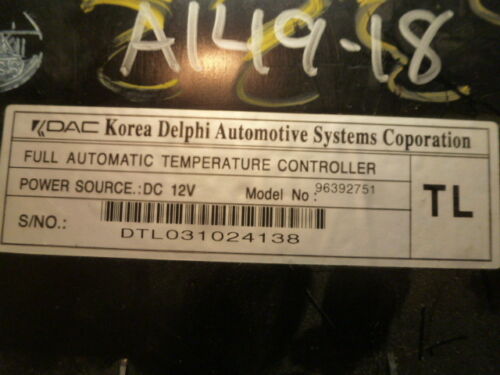 A149-18
KDAC Korea Delphi Automotive Systems Coporation
FULL AUTOMATIC TEMPERATURE CONTROLLER
POWER SOURCE.:DC 12V Model No : 96392751
TL
S/NO.:
DTL031024138